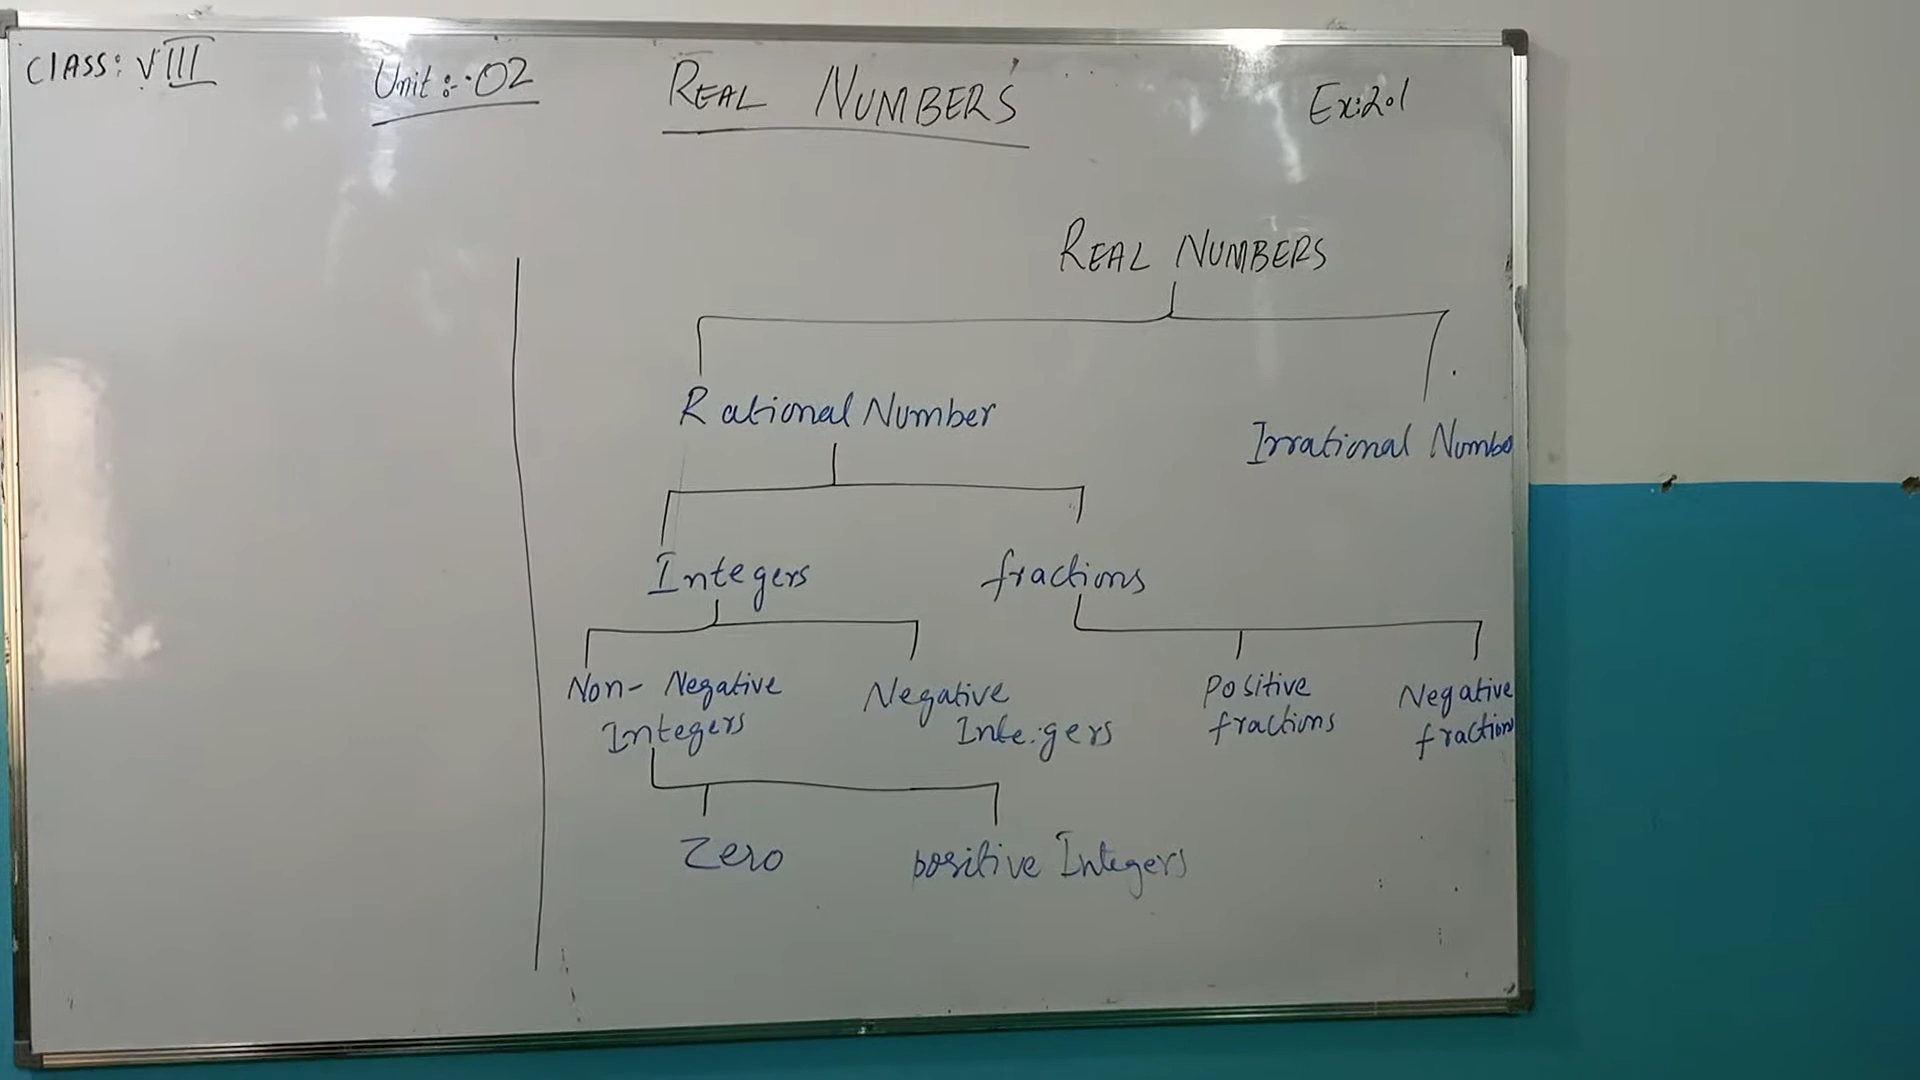 CLASS: VIII
Unit:-02
REAL NUMBERS
Ex:2.1
REAL NUMBERS
Rational Number
Irrational Numbe
Integers
fractions
Non-Negative
Integers
Negative
Integers
Positive
fractions
Negative
fraction
Zero
positive Integers